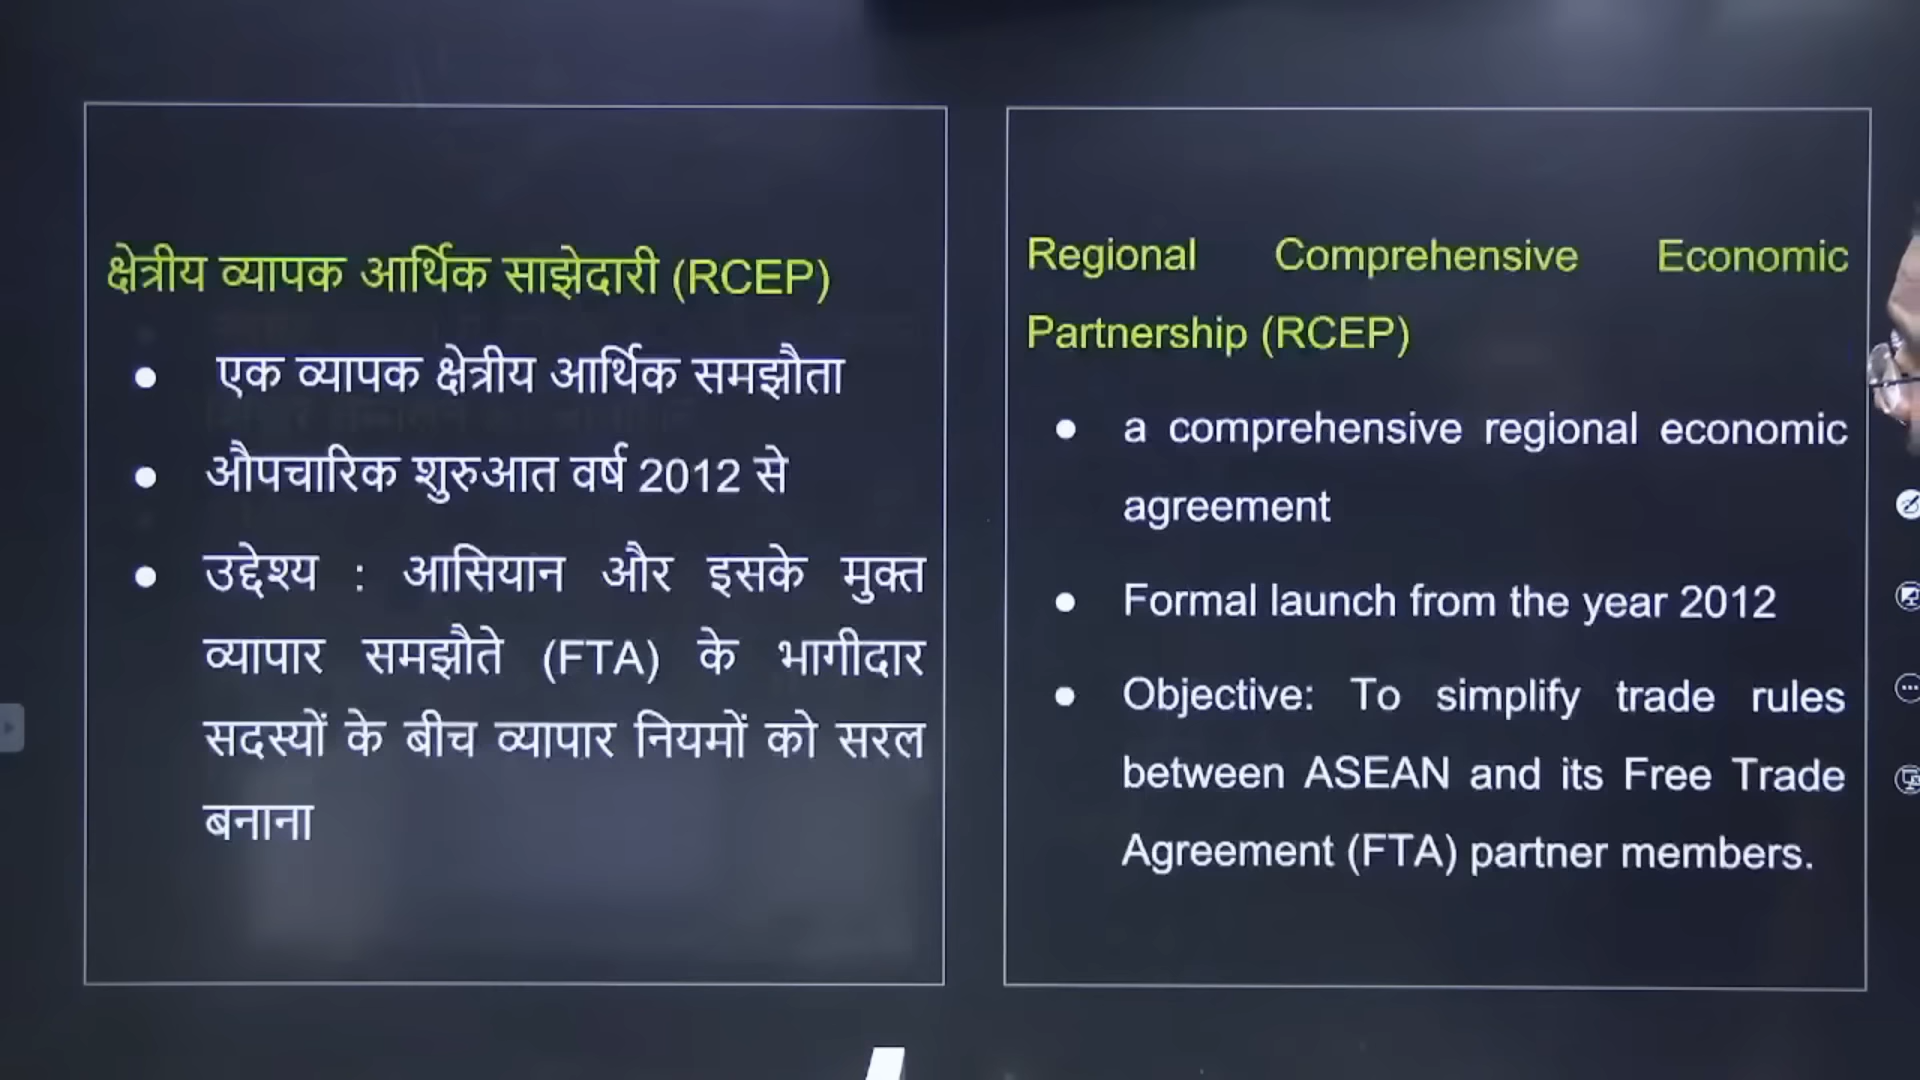 क्षेत्रीय व्यापक आर्थिक साझेदारी (RCEP)
● एक व्यापक क्षेत्रीय आर्थिक समझौता
● औपचारिक शुरुआत वर्ष 2012 से
● उद्देश्य : आसियान और इसके मुक्त
व्यापार समझौते (FTA) के भागीदार
सदस्यों के बीच व्यापार नियमों को सरल
बनाना
Regional Comprehensive Economic
Partnership (RCEP)
● a comprehensive regional economic
agreement
● Formal launch from the year 2012
● Objective: To simplify trade rules
between ASEAN and its Free Trade
Agreement (FTA) partner members.